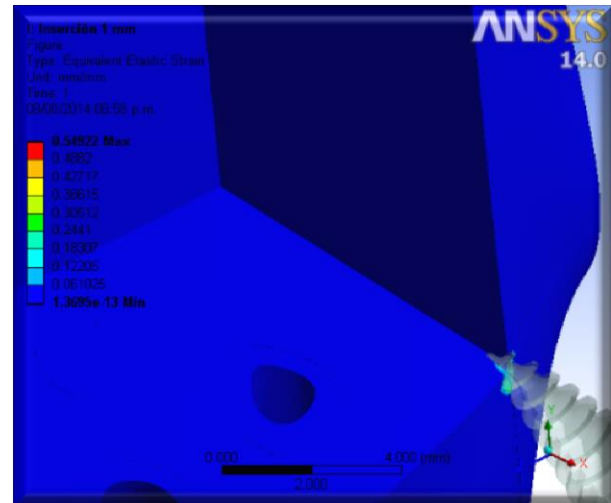 I: Inserción 1 mm
Figure
Type: Equivalent Elastic Strain
Unit: mm/mm
Time: 1
09/06/2014 08:58 p.m.
ANSYS
14.0
0.54922 Max
0.4882
0.42717
0.36615
0.30512
0.2441
0.18307
0.12205
0.061025
1.3695e-13 Min
0.000
4.000 (mm)
2.000
Y
X